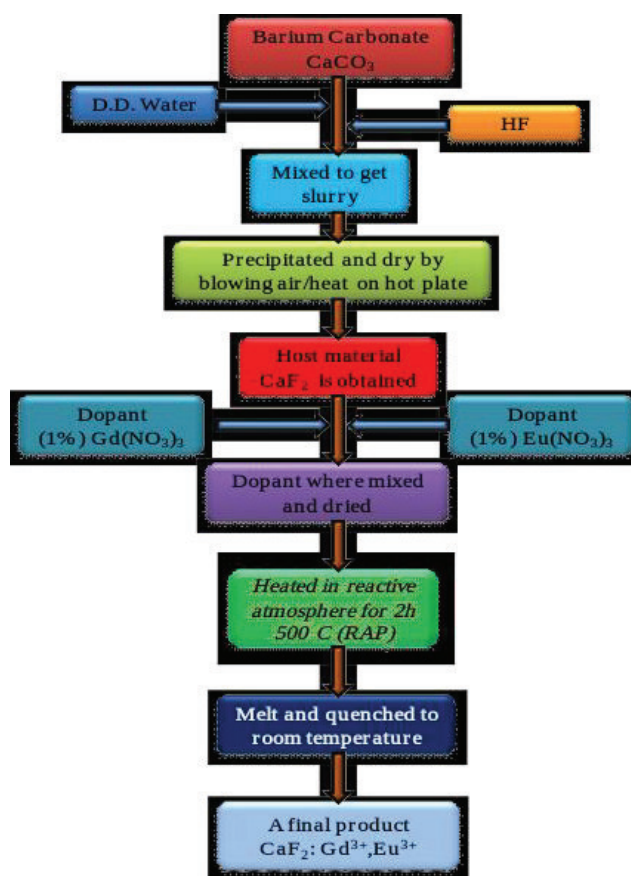 Barium Carbonate
CaCO₃
D.D. Water
HF
Mixed to get
slurry
Precipitated and dry by
blowing air/heat on hot plate
Host material
CaF₂ is obtained
Dopant
(1%) Gd(NO₃)₃
Dopant
(1%) Eu(NO₃)₃
Dopant where mixed
and dried
Heated in reactive
atmosphere for 2h
500 C (RAP)
Melt and quenched to
room temperature
A final product
CaF₂: Gd³⁺,Eu³⁺